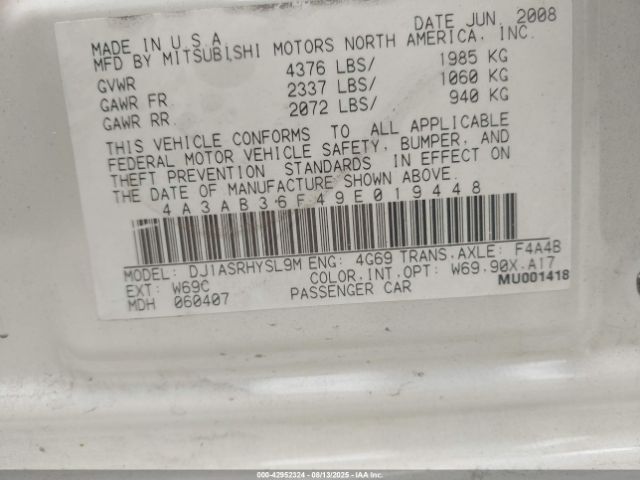 MADE IN U.S.A. DATE JUN. 2008
MFD BY MITSUBISHI MOTORS NORTH AMERICA, INC.
GVWR 4376 LBS/ 1985 KG
GAWR FR 2337 LBS/ 1060 KG
GAWR RR 2072 LBS/ 940 KG
THIS VEHICLE CONFORMS TO ALL APPLICABLE
FEDERAL MOTOR VEHICLE SAFETY, BUMPER, AND
THEFT PREVENTION STANDARDS IN EFFECT ON
THE DATE OF MANUFACTURE SHOWN ABOVE.
4A3AB36F49E019448
MODEL: DJ1ASRHYSL9M ENG: 4G69 TRANS.AXLE: F4A4B
EXT: W69C COLOR.INT.OPT: W69.90X.A17
MDH 060407 PASSENGER CAR MU001418
000-42952324 - 08/13/2025 - IAA Inc.